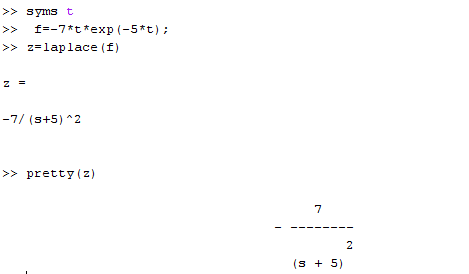 >> syms t
>>  f=-7*t*exp(-5*t);
>> z=laplace(f)
z =
-7/(s+5)^2
>> pretty(z)
7
- --------
2
(s + 5)